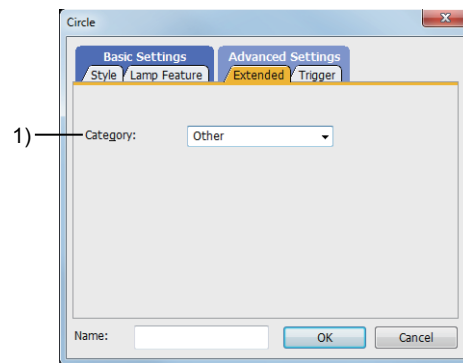 Circle
Basic Settings Advanced Settings
Style Lamp Feature Extended Trigger
1) Category: Other
Name: OK Cancel